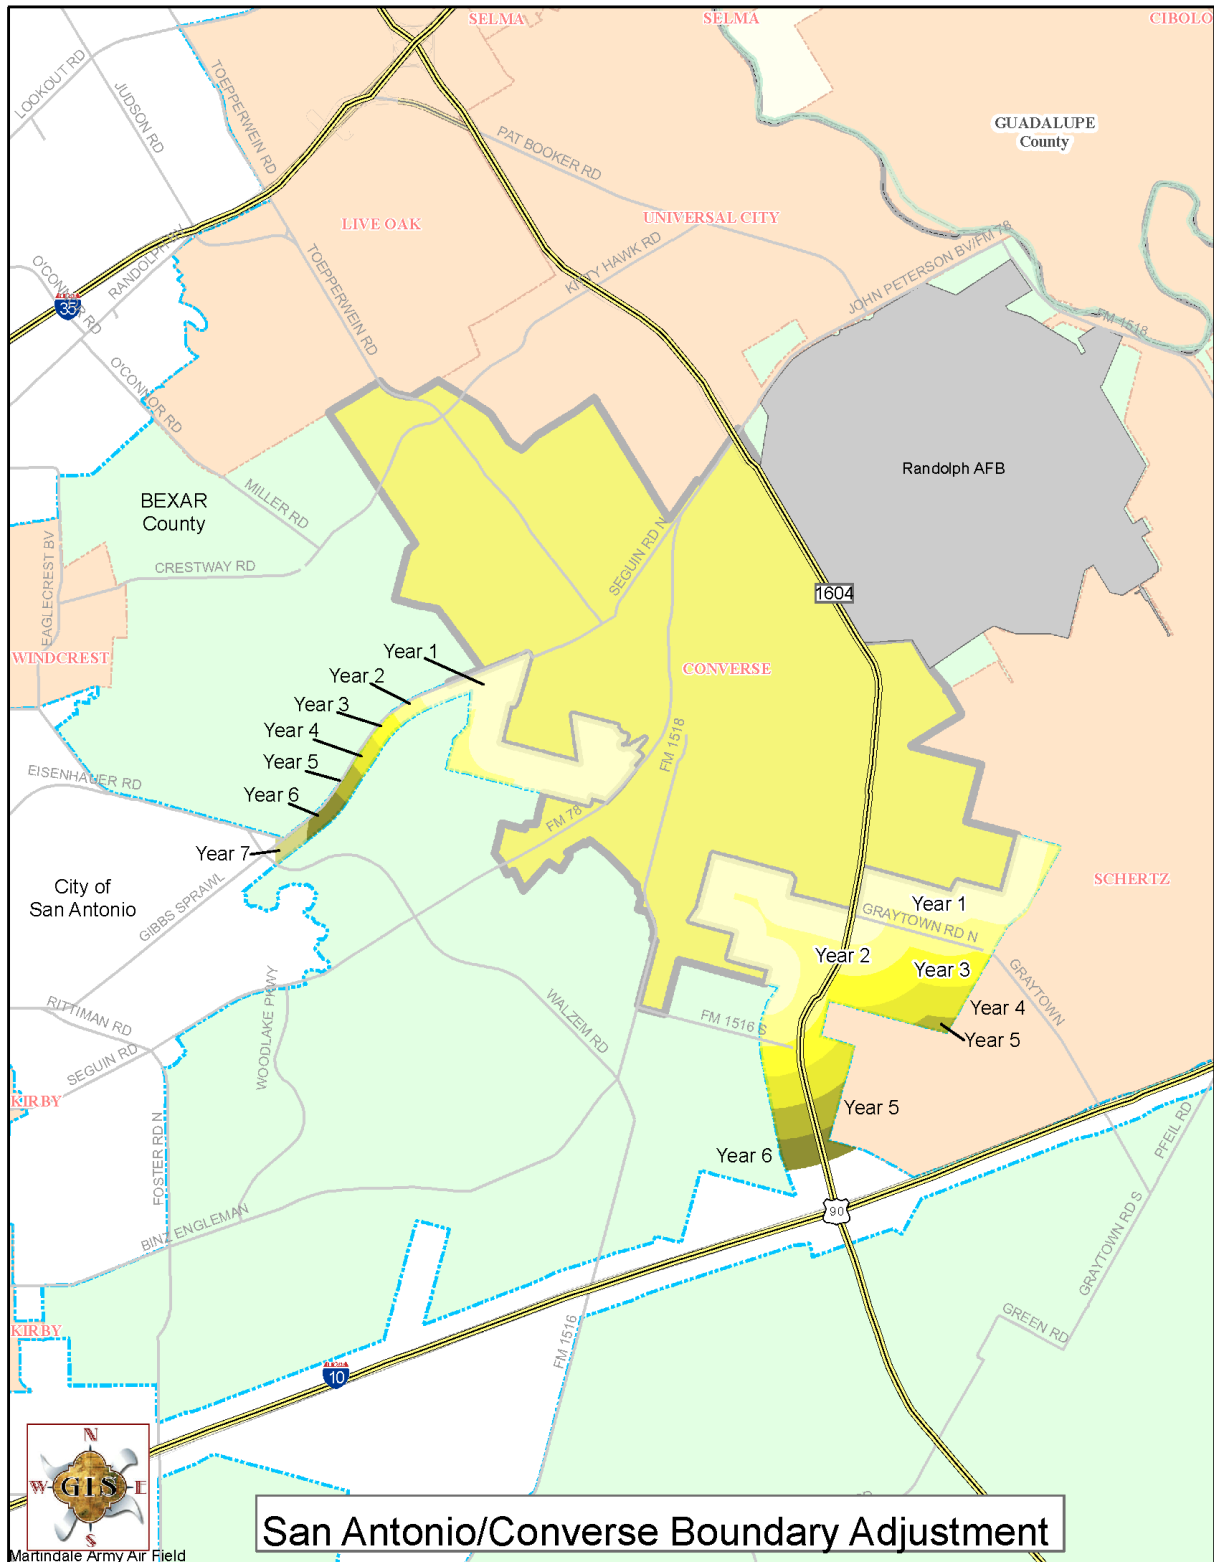 SELMA
SELMA
CIBOLO
LOOKOUT RD
JUDSON RD
TOEPPERWEIN RD
PAT BOOKER RD
GUADALUPE
County
LIVE OAK
UNIVERSAL CITY
RANDOLPH BV
KITTY HAWK RD
JOHN PETERSON BV/FM 78
O'CONNOR RD
35
TOEPPERWEIN RD
FM 1518
O'CONNOR RD
Randolph AFB
BEXAR
County
MILLER RD
EAGLECREST BV
CRESTWAY RD
SEGUIN RD N
1604
WINDCREST
CONVERSE
Year 1
Year 2
Year 3
Year 4
Year 5
Year 6
Year 7
FM 1518
EISENHAUER RD
FM 78
City of
San Antonio
GIBBS SPRAWL
SCHERTZ
Year 1
GRAYTOWN RD N
Year 2
Year 3
GRAYTOWN
Year 4
Year 5
RITTIMAN RD
SEGUIN RD
WOODLAKE PKWY
WALZEM RD
FM 1516 S
KIRBY
Year 5
Year 6
FOSTER RD N
PFEIL RD
BINZ ENGLEMAN
90
GRAYTOWN RD S
GREEN RD
KIRBY
FM 1516
10
N
W GIS E
S
San Antonio/Converse Boundary Adjustment
Martindale Army Air Field